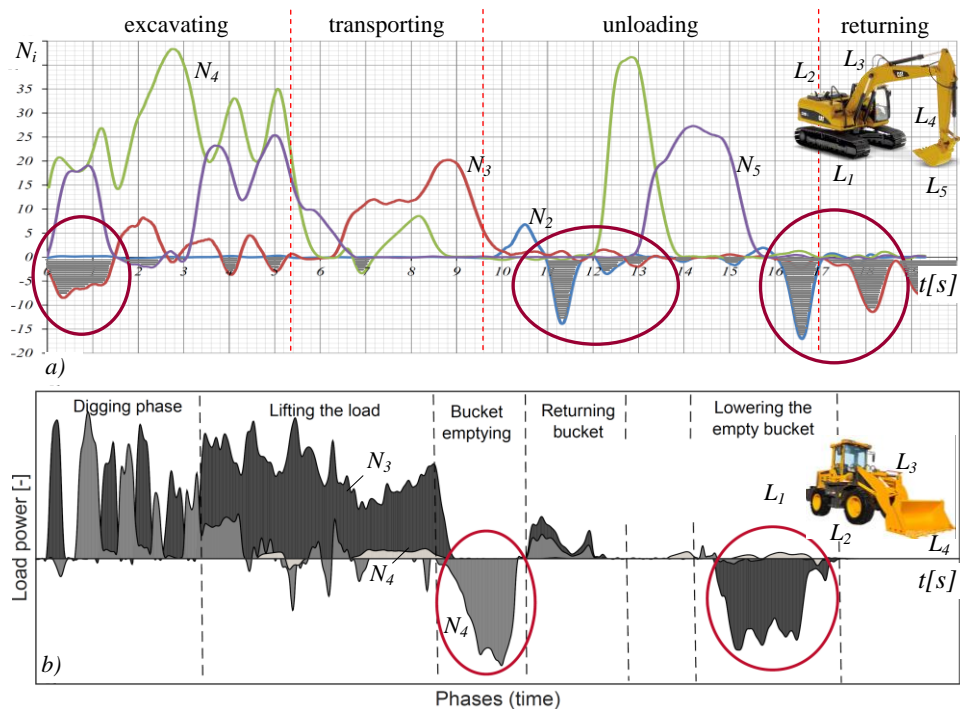 excavating transporting unloading returning
N_i
N_4
N_3
N_2
N_5
L_2 L_3
L_4
L_1 L_5
CAT
35
30
25
20
15
10
5
0
-5
-10
-15
-20
0 1 2 3 4 5 6 7 8 9 10 11 12 13 14 15 16 17 18
t[s]
a)
Digging phase Lifting the load Bucket emptying Returning bucket Lowering the empty bucket
Load power [-]
N_3
N_4
N_4
L_1 L_3
L_2 L_4
t[s]
b)
Phases (time)